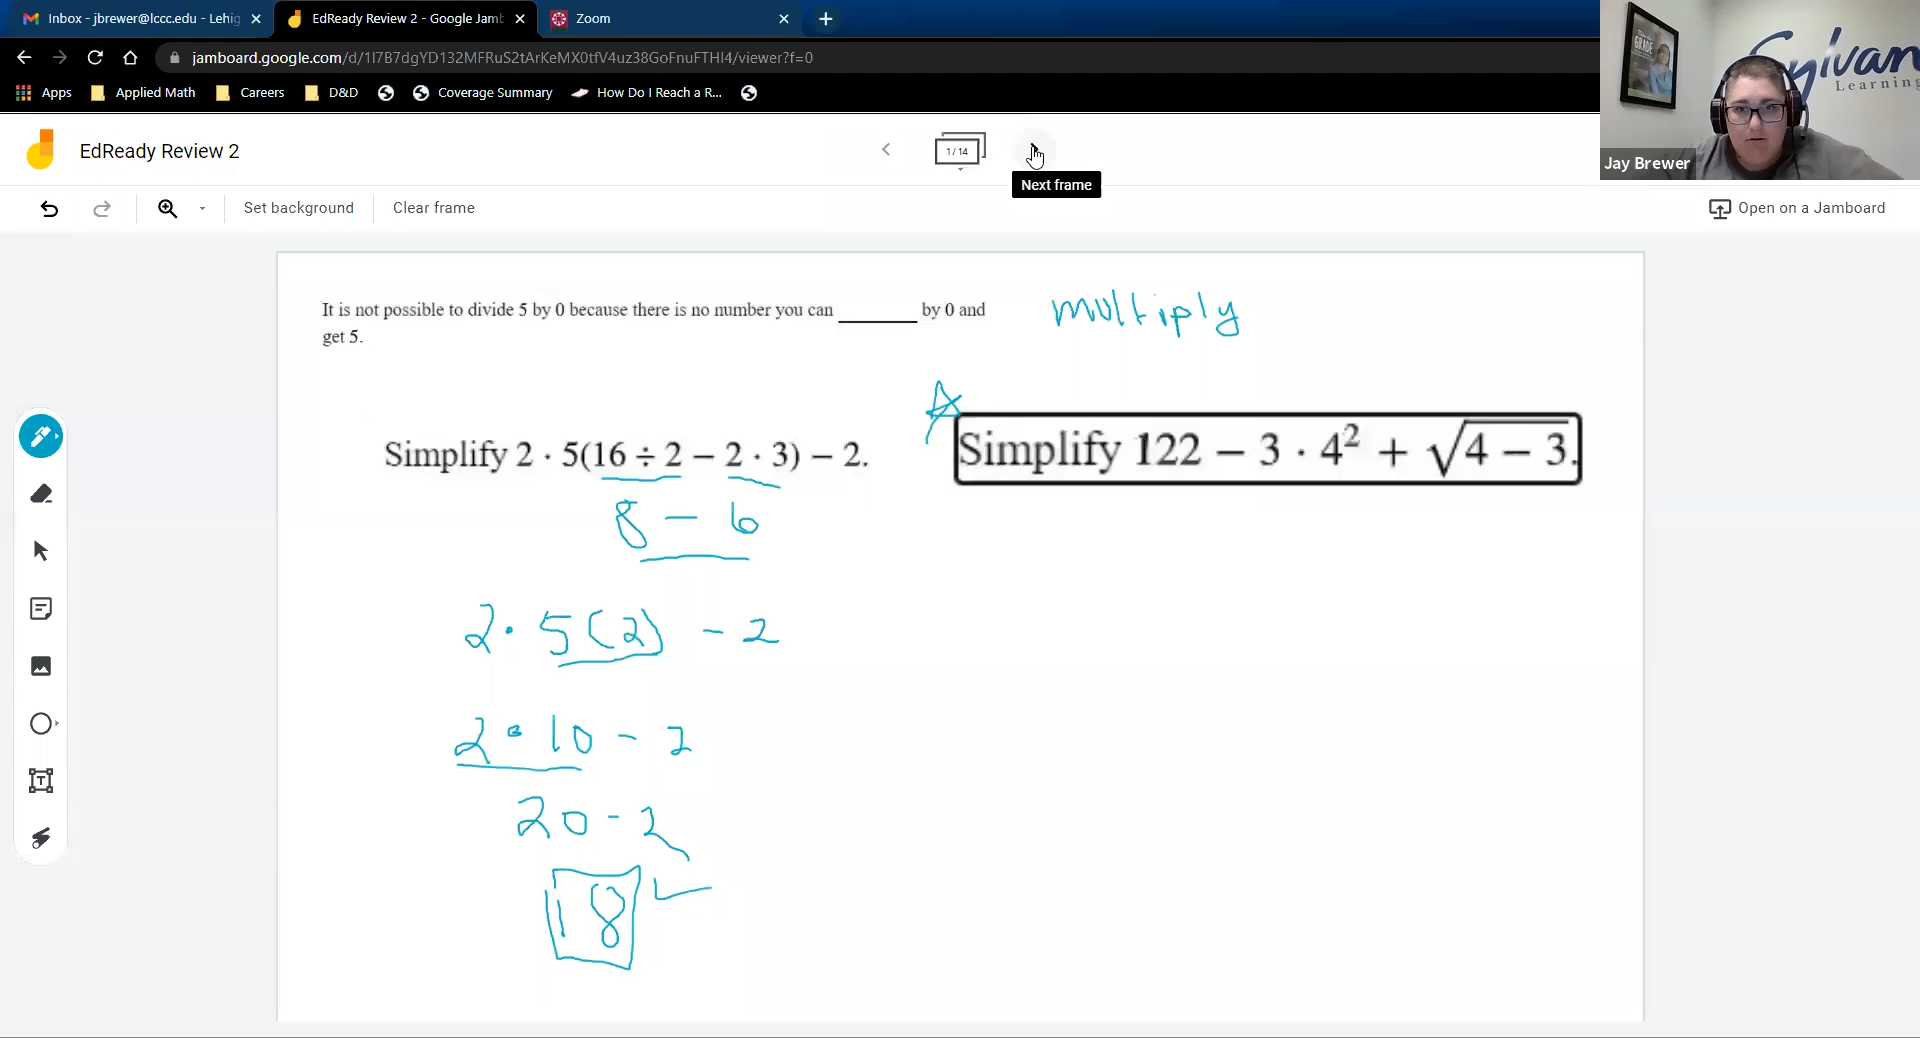 Inbox - jbrewer@lccc.edu - Lehig
EdReady Review 2 - Google Jamb
Zoom
jamboard.google.com/d/1I7B7dgYD132MFRuS2tArKeMX0tfV4uz38GoFnuFTHI4/viewer?f=0
Apps Applied Math Careers D&D Coverage Summary How Do I Reach a R...
Sylvan
Learning
GRADE
Jay Brewer
EdReady Review 2
1 / 14
Next frame
Set background Clear frame
Open on a Jamboard
It is not possible to divide 5 by 0 because there is no number you can ________ by 0 and
get 5.
multiply
Simplify 2 · 5(16 ÷ 2 − 2 · 3) − 2.
8 − 6
2 · 5 (2) − 2
2 · 10 − 2
20 − 2
18
Simplify 122 − 3 · 4² + √(4 − 3).